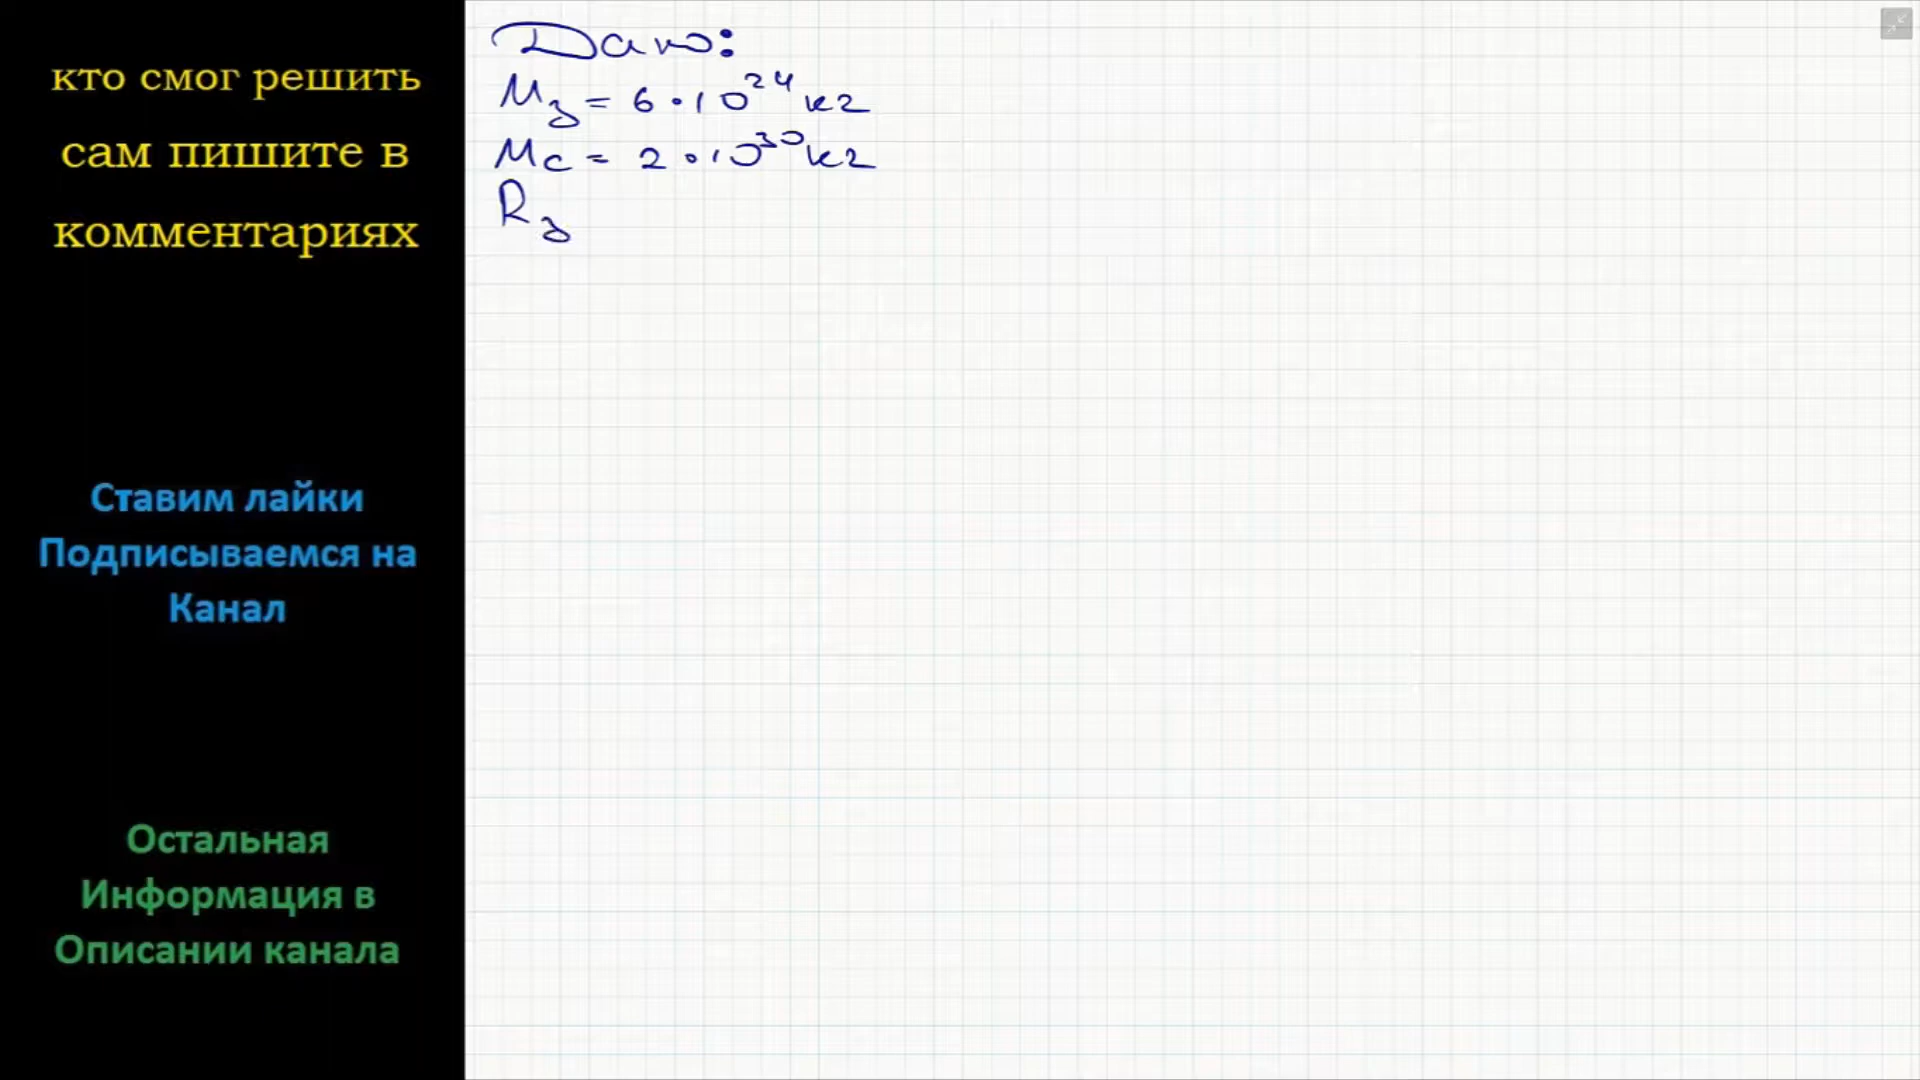 кто смог решить
сам пишите в
комментариях
Ставим лайки
Подписываемся на
Канал
Остальная
Информация в
Описании канала
Дано:
Mз = 6·10²⁴ кг
Mс = 2·10³⁰ кг
Rз